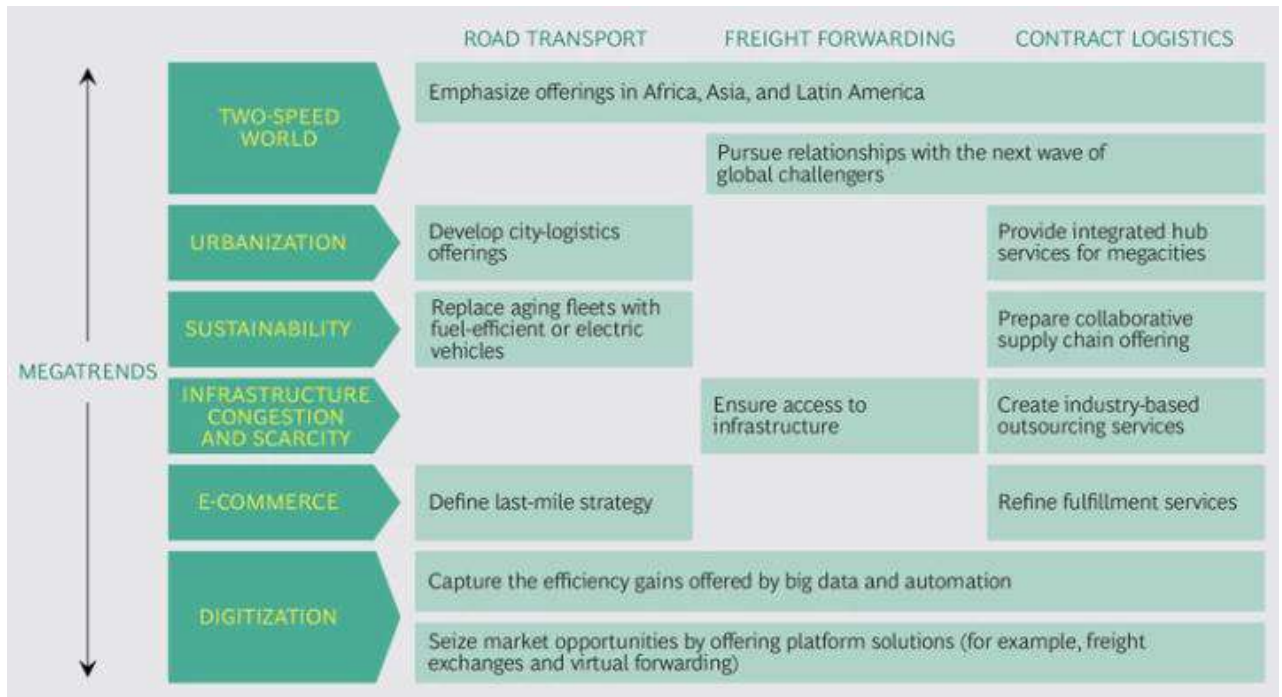 ROAD TRANSPORT
FREIGHT FORWARDING
CONTRACT LOGISTICS
MEGATRENDS
TWO-SPEED
WORLD
Emphasize offerings in Africa, Asia, and Latin America
Pursue relationships with the next wave of
global challengers
URBANIZATION
Develop city-logistics
offerings
Provide integrated hub
services for megacities
SUSTAINABILITY
Replace aging fleets with
fuel-efficient or electric
vehicles
Prepare collaborative
supply chain offering
INFRASTRUCTURE
CONGESTION
AND SCARCITY
Ensure access to
infrastructure
Create industry-based
outsourcing services
E-COMMERCE
Define last-mile strategy
Refine fulfillment services
DIGITIZATION
Capture the efficiency gains offered by big data and automation
Seize market opportunities by offering platform solutions (for example, freight
exchanges and virtual forwarding)